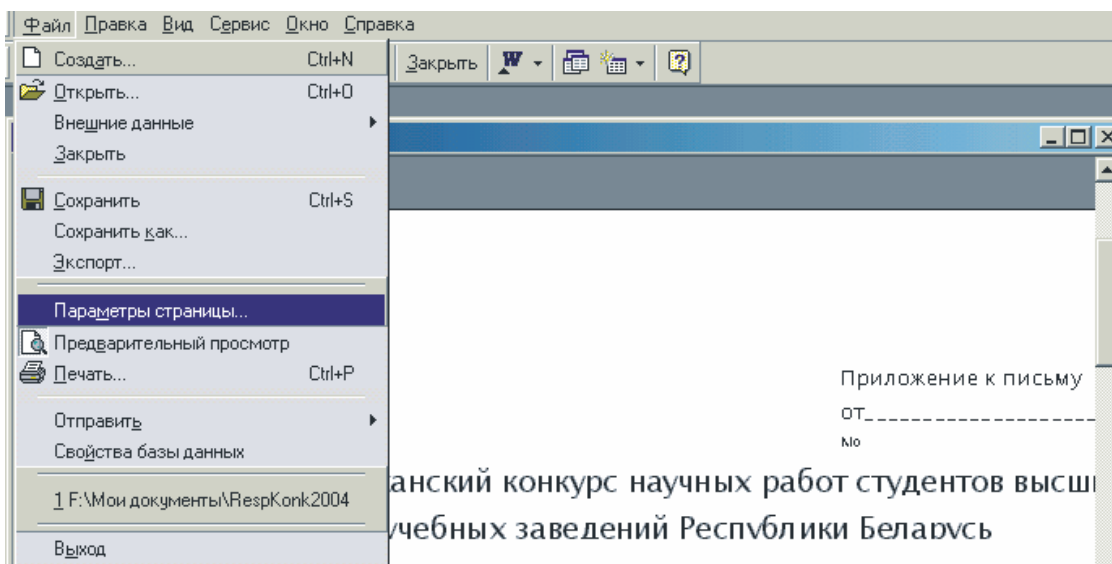 Файл Правка Вид Сервис Окно Справка
Создать... Ctrl+N
Закрыть
Открыть... Ctrl+O
Внешние данные
Закрыть
Сохранить Ctrl+S
Сохранить как...
Экспорт...
Параметры страницы...
Предварительный просмотр
Печать... Ctrl+P
Приложение к письму
от_____________________
№
Отправить
Свойства базы данных
1 F:\Мои документы\RespKonk2004
анский конкурс научных работ студентов высш
учебных заведений Республики Беларусь
Выход